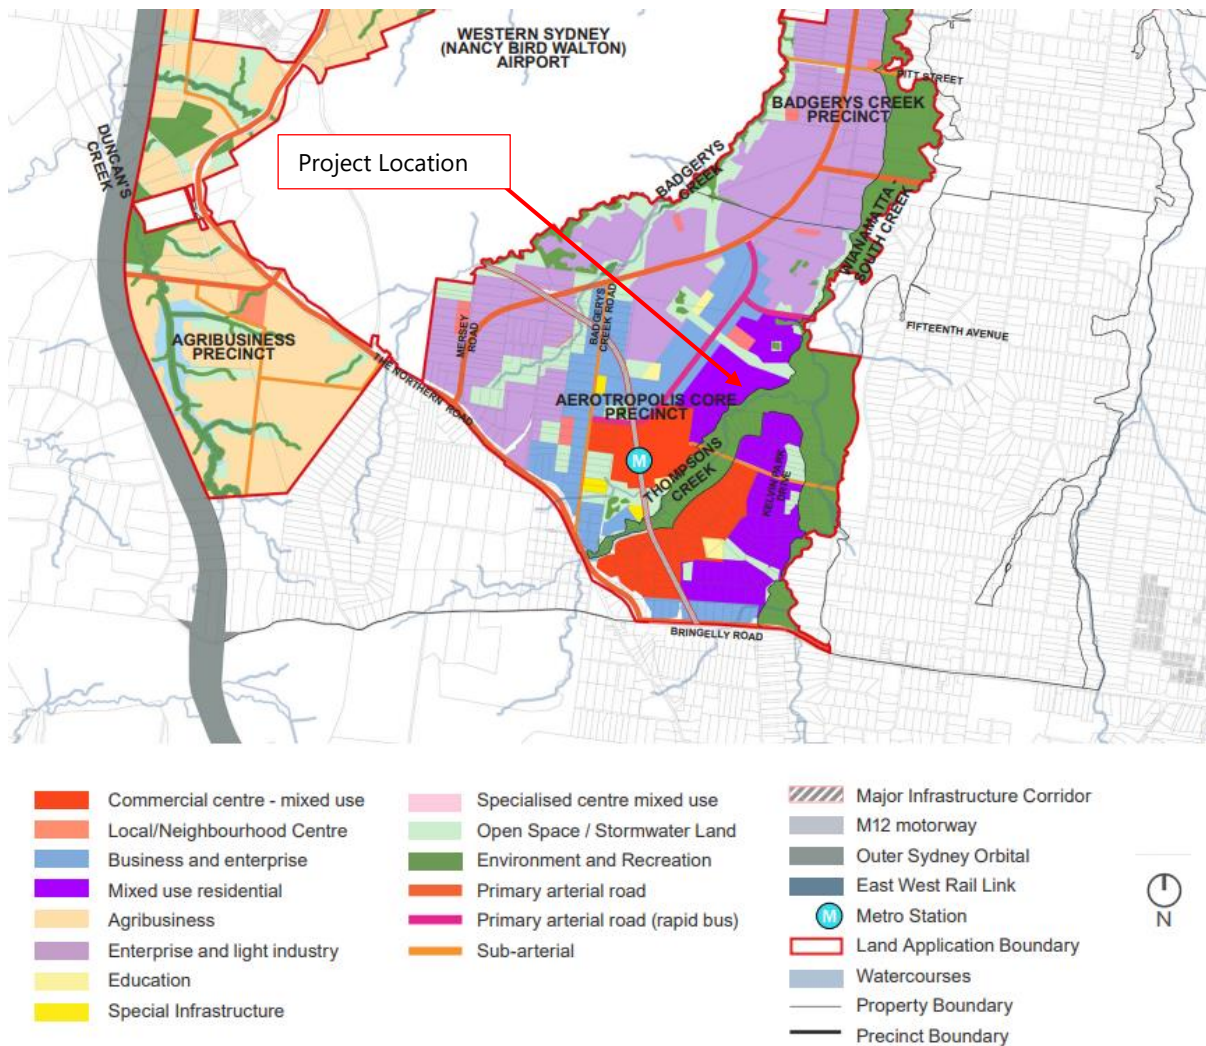 WESTERN SYDNEY
(NANCY BIRD WALTON)
AIRPORT
PITT STREET
BADGERYS CREEK
PRECINCT
DUNCAN'S
CREEK
Project Location
BADGERYS
CREEK
WIANAMATTA -
SOUTH CREEK
FIFTEENTH AVENUE
MERSEY
ROAD
BADGERYS
CREEK ROAD
AGRIBUSINESS
PRECINCT
THE NORTHERN ROAD
AEROTROPOLIS CORE
PRECINCT
M
THOMPSONS
CREEK
KELVIN PARK
DRIVE
BRINGELLY ROAD
Commercial centre - mixed use
Local/Neighbourhood Centre
Business and enterprise
Mixed use residential
Agribusiness
Enterprise and light industry
Education
Special Infrastructure
Specialised centre mixed use
Open Space / Stormwater Land
Environment and Recreation
Primary arterial road
Primary arterial road (rapid bus)
Sub-arterial
Major Infrastructure Corridor
M12 motorway
Outer Sydney Orbital
East West Rail Link
M Metro Station
Land Application Boundary
Watercourses
Property Boundary
Precinct Boundary
N